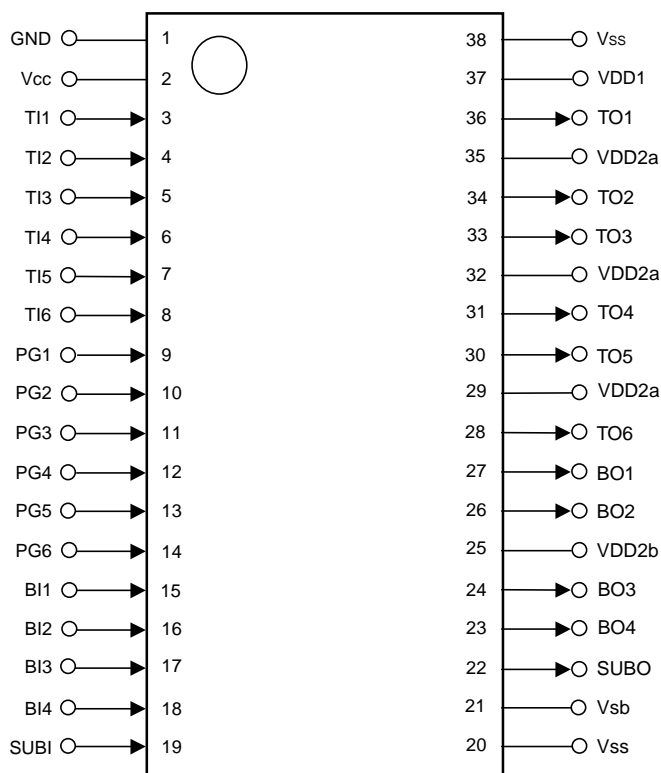 GND 1 38 Vss
Vcc 2 37 VDD1
TI1 3 36 TO1
TI2 4 35 VDD2a
TI3 5 34 TO2
TI4 6 33 TO3
TI5 7 32 VDD2a
TI6 8 31 TO4
PG1 9 30 TO5
PG2 10 29 VDD2a
PG3 11 28 TO6
PG4 12 27 BO1
PG5 13 26 BO2
PG6 14 25 VDD2b
BI1 15 24 BO3
BI2 16 23 BO4
BI3 17 22 SUBO
BI4 18 21 Vsb
SUBI 19 20 Vss